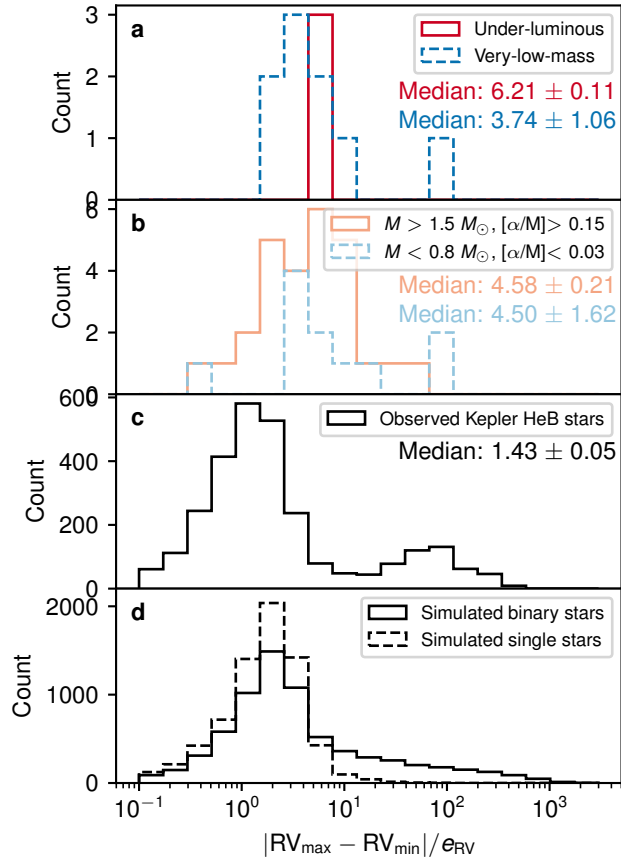 a
Under-luminous
Very-low-mass
Median: 6.21 ± 0.11
Median: 3.74 ± 1.06
3
2
1
0
Count
b
M > 1.5 M⊙, [α/M]> 0.15
M < 0.8 M⊙, [α/M]< 0.03
Median: 4.58 ± 0.21
Median: 4.50 ± 1.62
6
4
2
0
Count
c
Observed Kepler HeB stars
Median: 1.43 ± 0.05
600
400
200
0
Count
d
Simulated binary stars
Simulated single stars
2000
1000
0
Count
10⁻¹ 10⁰ 10¹ 10² 10³
|RVmax − RVmin|/eRV